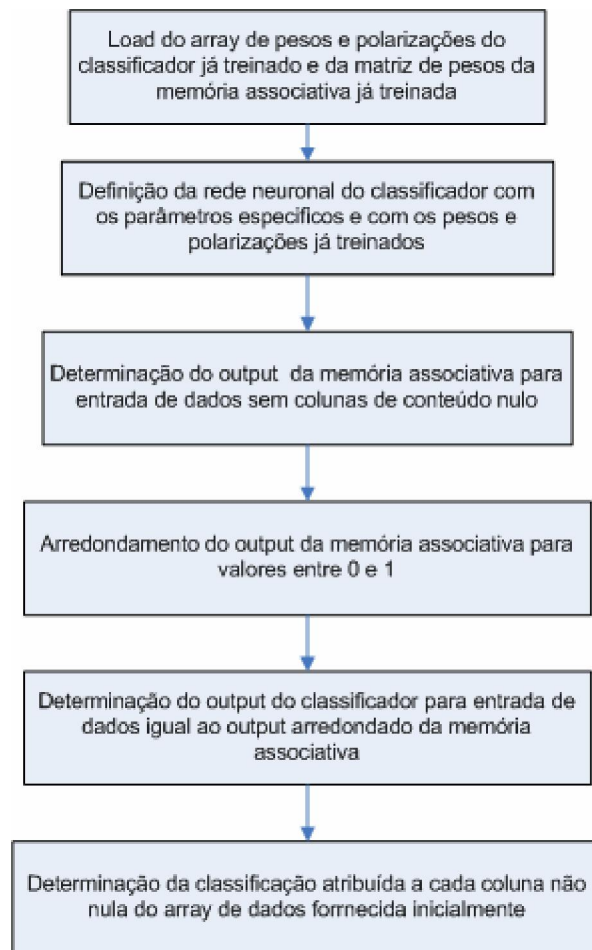 Load do array de pesos e polarizações do
classificador já treinado e da matriz de pesos da
memória associativa já treinada
Definição da rede neuronal do classificador com
os parâmetros especificos e com os pesos e
polarizações já treinados
Determinação do output da memória associativa para
entrada de dados sem colunas de conteúdo nulo
Arredondamento do output da memória associativa para
valores entre 0 e 1
Determinação do output do classificador para entrada de
dados igual ao output arredondado da memória
associativa
Determinação da classificação atribuída a cada coluna não
nula do array de dados forrnecida inicialmente